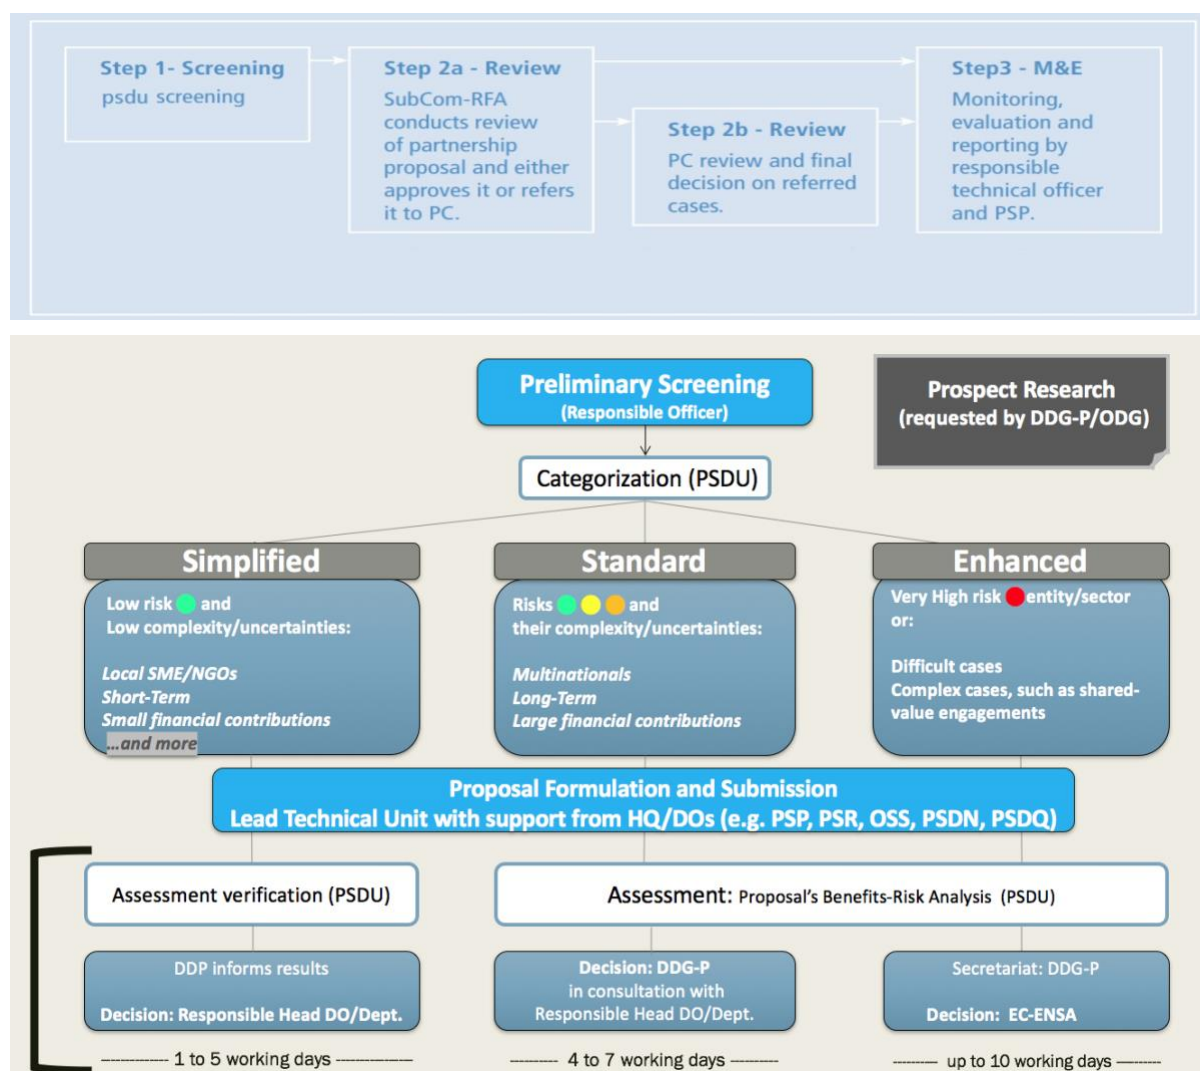 Step 1- Screening
psdu screening
Step 2a - Review
SubCom-RFA
conducts review
of partnership
proposal and either
approves it or refers
it to PC.
Step 2b - Review
PC review and final
decision on referred
cases.
Step3 - M&E
Monitoring,
evaluation and
reporting by
responsible
technical officer
and PSP.
Preliminary Screening
(Responsible Officer)
Prospect Research
(requested by DDG-P/ODG)
Categorization (PSDU)
Simplified
Low risk and
Low complexity/uncertainties:
Local SME/NGOs
Short-Term
Small financial contributions
...and more
Standard
Risks and
their complexity/uncertainties:
Multinationals
Long-Term
Large financial contributions
Enhanced
Very High risk entity/sector
or:
Difficult cases
Complex cases, such as shared-
value engagements
Proposal Formulation and Submission
Lead Technical Unit with support from HQ/DOs (e.g. PSP, PSR, OSS, PSDN, PSDQ)
Assessment verification (PSDU)
Assessment: Proposal's Benefits-Risk Analysis (PSDU)
DDP informs results
Decision: Responsible Head DO/Dept.
Decision: DDG-P
in consultation with
Responsible Head DO/Dept.
Secretariat: DDG-P
Decision: EC-ENSA
1 to 5 working days
4 to 7 working days
up to 10 working days